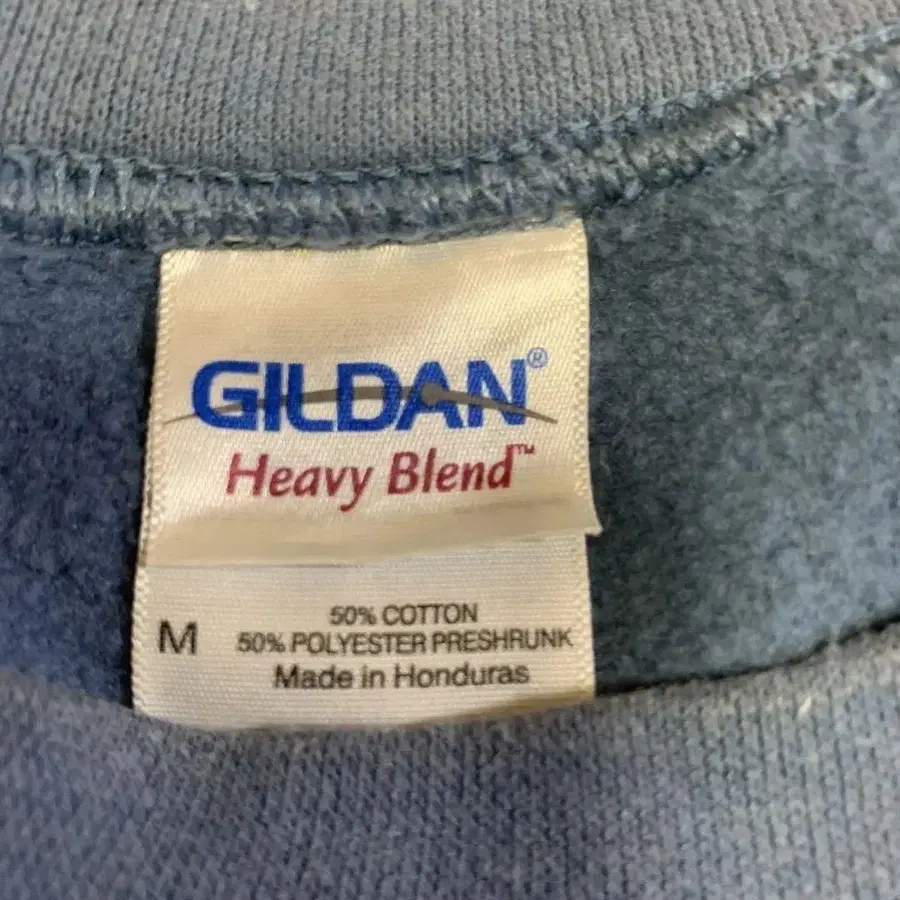 GILDAN®
Heavy Blend™
50% COTTON
M 50% POLYESTER PRESHRUNK
Made in Honduras